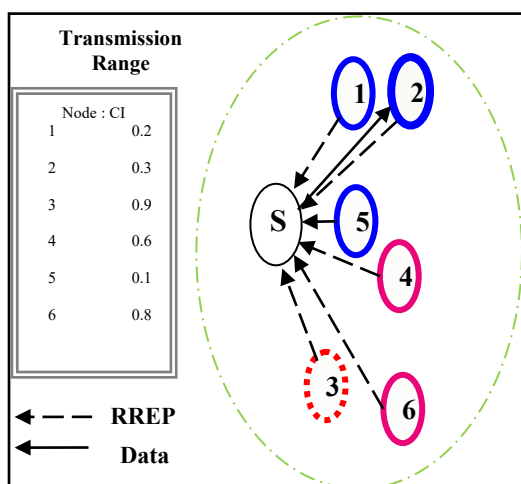 Transmission
Range
Node : CI
1 0.2
2 0.3
3 0.9
4 0.6
5 0.1
6 0.8
RREP
Data
1
2
S
5
4
3
6